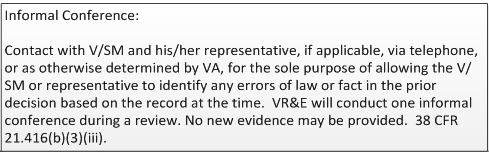 Informal Conference:
Contact with V/SM and his/her representative, if applicable, via telephone,
or as otherwise determined by VA, for the sole purpose of allowing the V/
SM or representative to identify any errors of law or fact in the prior
decision based on the record at the time.  VR&E will conduct one informal
conference during a review. No new evidence may be provided.  38 CFR
21.416(b)(3)(iii).